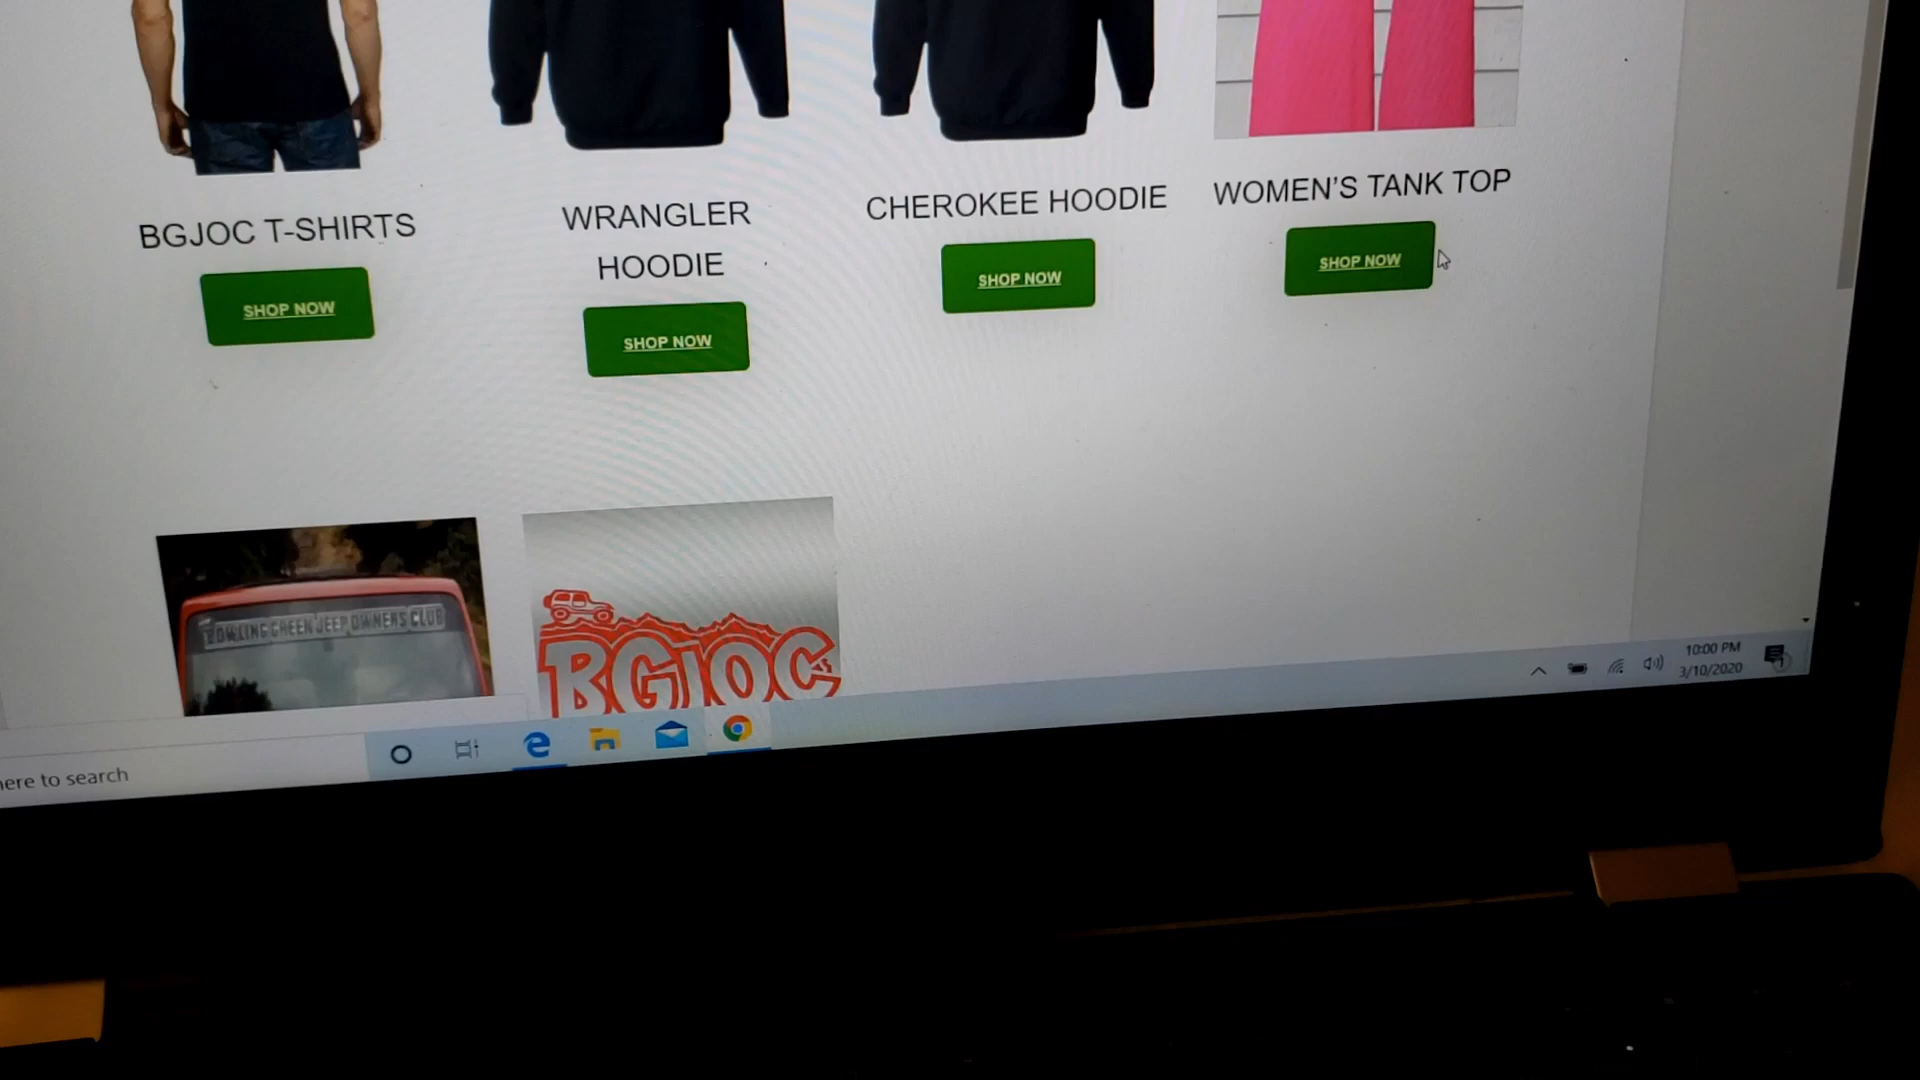 BGJOC T-SHIRTS
SHOP NOW
WRANGLER
HOODIE
SHOP NOW
CHEROKEE HOODIE
SHOP NOW
WOMEN'S TANK TOP
SHOP NOW
BOWLING GREEN JEEP OWNERS CLUB
BGJOC
10:00 PM
3/10/2020
here to search